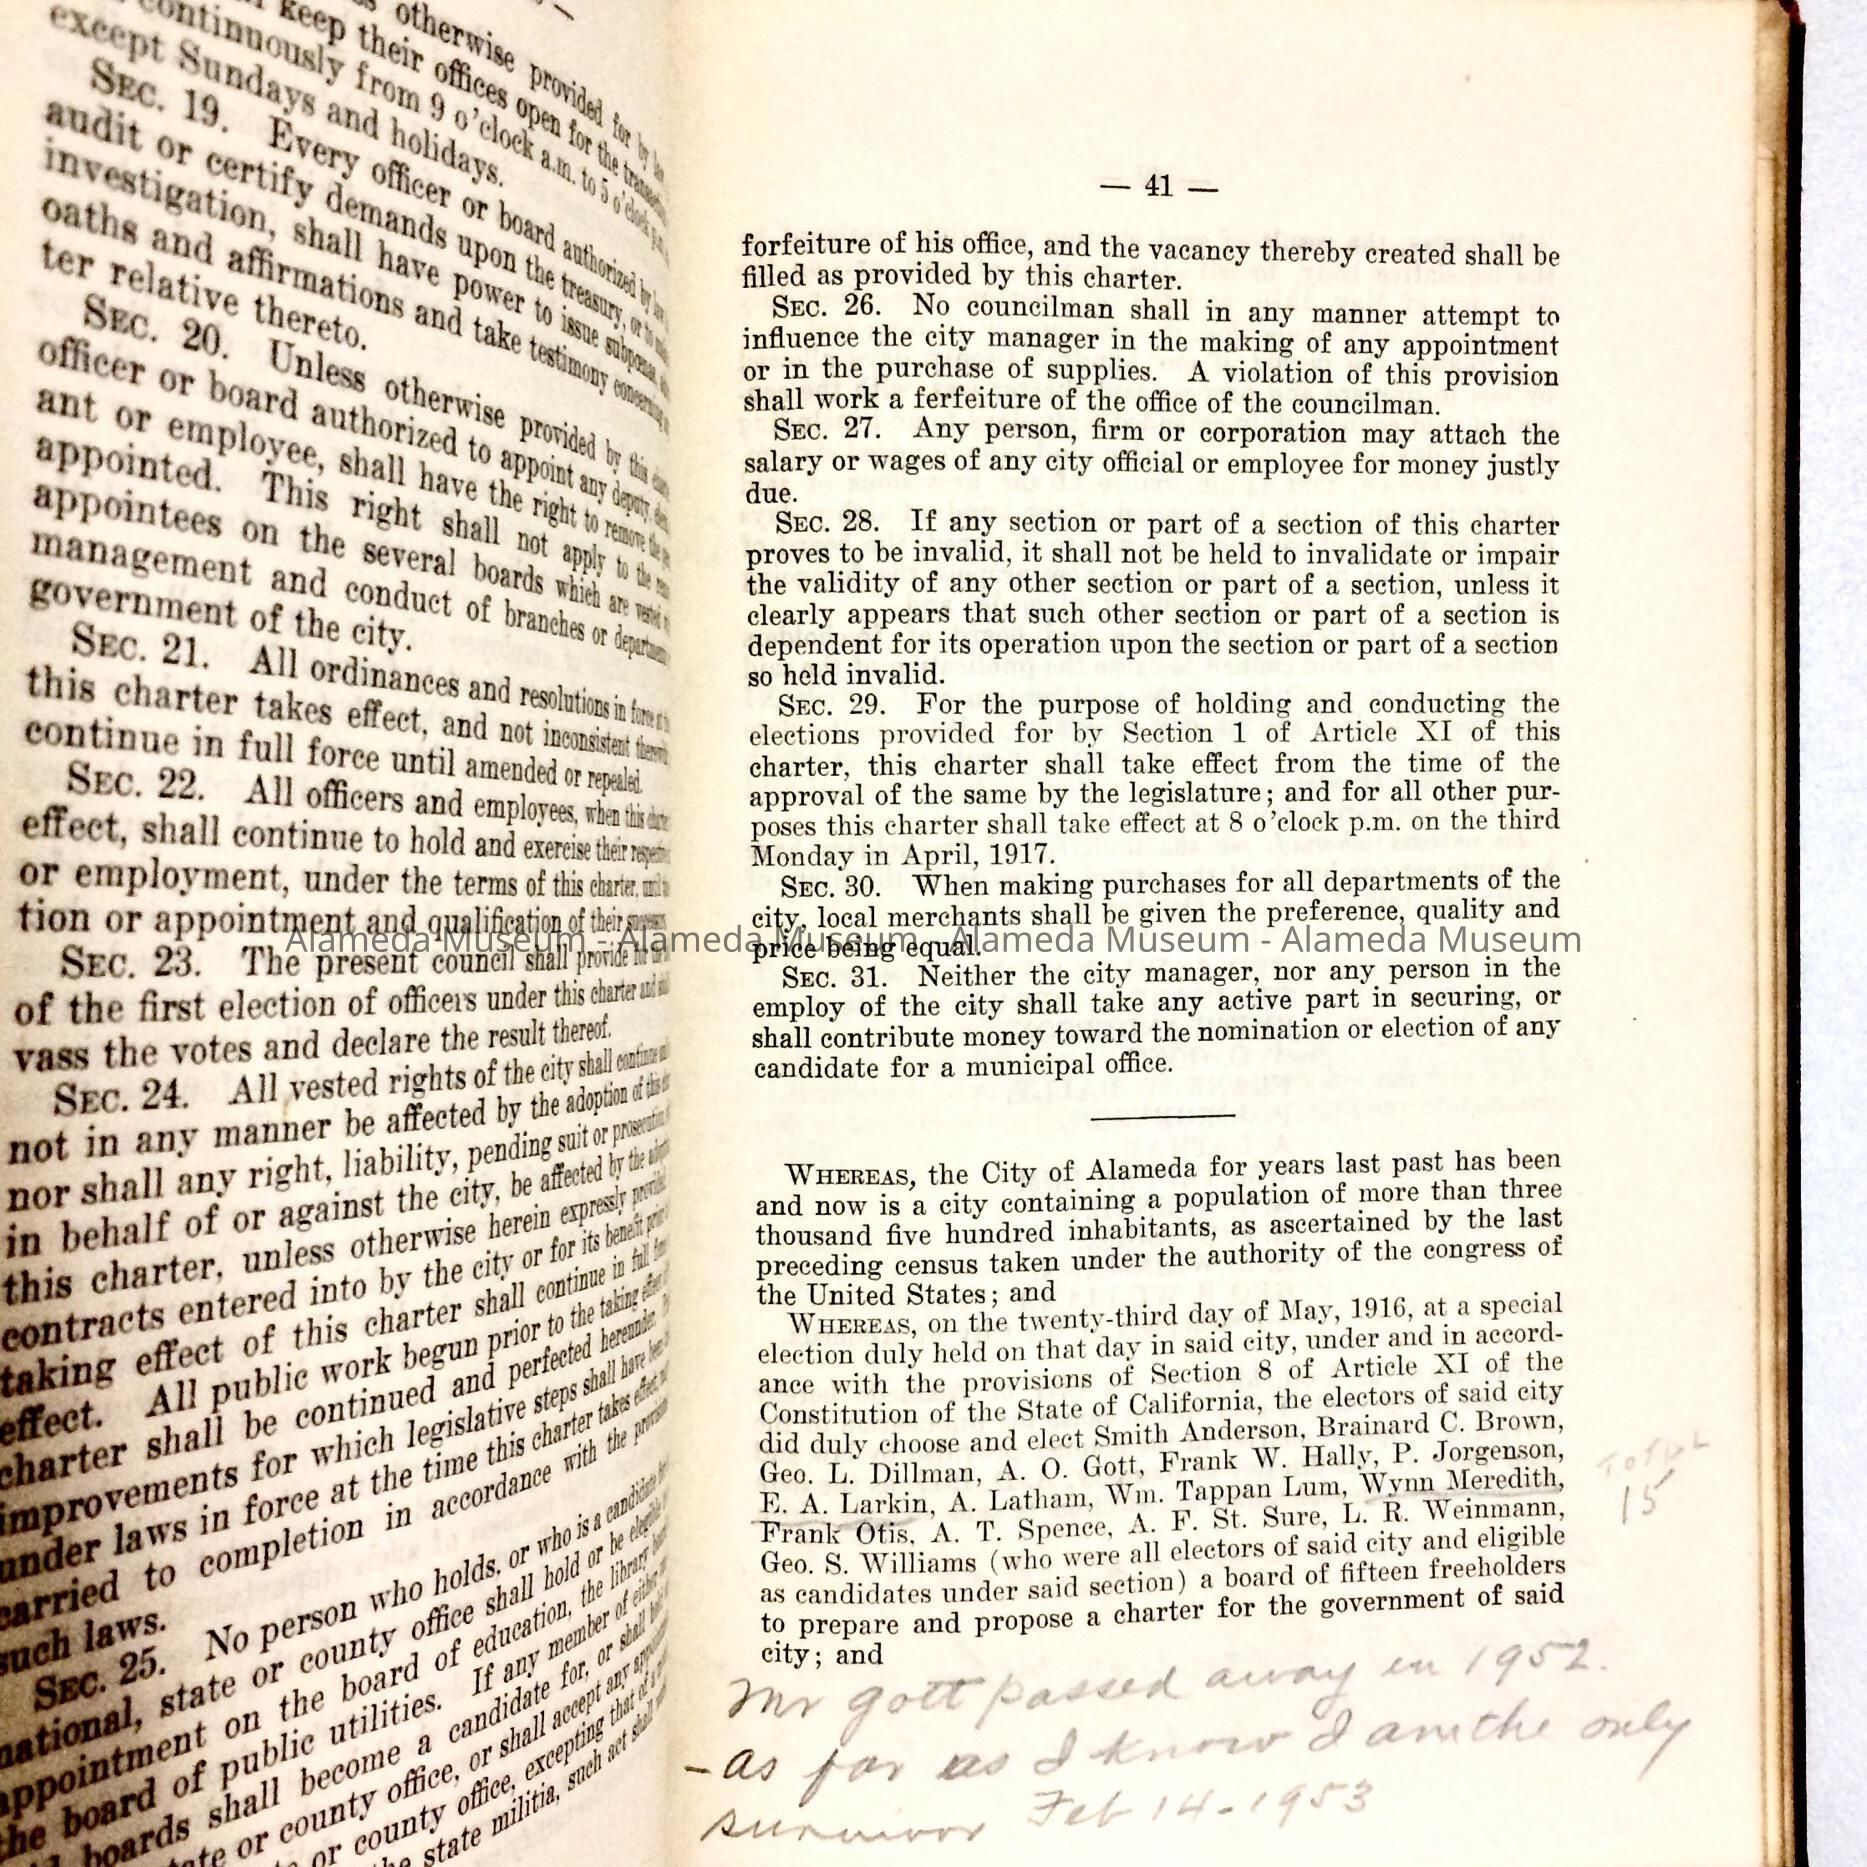 otherwise provided for by
keep their offices open for the
continuously from 9 o'clock a.m. to 5 o'clock
except Sundays and holidays.
SEC. 19. Every officer or board authorized by
audit or certify demands upon the treasury, or to
investigation, shall have power to issue subpoenas
oaths and affirmations and take testimony concerning
ter relative thereto.
SEC. 20. Unless otherwise provided by this
officer or board authorized to appoint any deputy,
ant or employee, shall have the right to remove the
appointed. This right shall not apply to the
appointees on the several boards which are vested
management and conduct of branches or departments
government of the city.
SEC. 21. All ordinances and resolutions in force at
this charter takes effect, and not inconsistent therewith
continue in full force until amended or repealed.
SEC. 22. All officers and employees, when this charter
effect, shall continue to hold and exercise their respective
or employment, under the terms of this charter, until
tion or appointment and qualification of their successors
SEC. 23. The present council shall provide for the
of the first election of officers under this charter and
vass the votes and declare the result thereof.
SEC. 24. All vested rights of the city shall continue
not in any manner be affected by the adoption of this
nor shall any right, liability, pending suit or prosecution,
in behalf of or against the city, be affected by the
this charter, unless otherwise herein expressly provided
contracts entered into by the city or for its benefit prior
taking effect of this charter shall continue in full
effect. All public work begun prior to the taking effect
charter shall be continued and perfected hereunder.
improvements for which legislative steps shall have been
under laws in force at the time this charter takes effect
carried to completion in accordance with the
such laws.
SEC. 25. No person who holds, or who is a candidate
national, state or county office shall hold or be eligible
appointment on the board of education, the library
the board of public utilities. If any member of either
boards shall become a candidate for, or shall
state or county office, or shall accept any
or county office, excepting that of a
the state militia, such act shall
— 41 —
forfeiture of his office, and the vacancy thereby created shall be
filled as provided by this charter.
SEC. 26. No councilman shall in any manner attempt to
influence the city manager in the making of any appointment
or in the purchase of supplies. A violation of this provision
shall work a ferfeiture of the office of the councilman.
SEC. 27. Any person, firm or corporation may attach the
salary or wages of any city official or employee for money justly
due.
SEC. 28. If any section or part of a section of this charter
proves to be invalid, it shall not be held to invalidate or impair
the validity of any other section or part of a section, unless it
clearly appears that such other section or part of a section is
dependent for its operation upon the section or part of a section
so held invalid.
SEC. 29. For the purpose of holding and conducting the
elections provided for by Section 1 of Article XI of this
charter, this charter shall take effect from the time of the
approval of the same by the legislature; and for all other pur-
poses this charter shall take effect at 8 o'clock p.m. on the third
Monday in April, 1917.
SEC. 30. When making purchases for all departments of the
city, local merchants shall be given the preference, quality and
price being equal.
Alameda Museum - Alameda Museum - Alameda Museum - Alameda Museum
SEC. 31. Neither the city manager, nor any person in the
employ of the city shall take any active part in securing, or
shall contribute money toward the nomination or election of any
candidate for a municipal office.
WHEREAS, the City of Alameda for years last past has been
and now is a city containing a population of more than three
thousand five hundred inhabitants, as ascertained by the last
preceding census taken under the authority of the congress of
the United States; and
WHEREAS, on the twenty-third day of May, 1916, at a special
election duly held on that day in said city, under and in accord-
ance with the provisions of Section 8 of Article XI of the
Constitution of the State of California, the electors of said city
did duly choose and elect Smith Anderson, Brainard C. Brown,
Geo. L. Dillman, A. O. Gott, Frank W. Hally, P. Jorgenson,
E. A. Larkin, A. Latham, Wm. Tappan Lum, Wynn Meredith,
Frank Otis, A. T. Spence, A. F. St. Sure, L. R. Weinmann,
Geo. S. Williams (who were all electors of said city and eligible
as candidates under said section) a board of fifteen freeholders
to prepare and propose a charter for the government of said
city; and
TOTAL
15
Mr Gott passed away in 1952.
- as far as I know I am the only
survivor Feb 14-1953